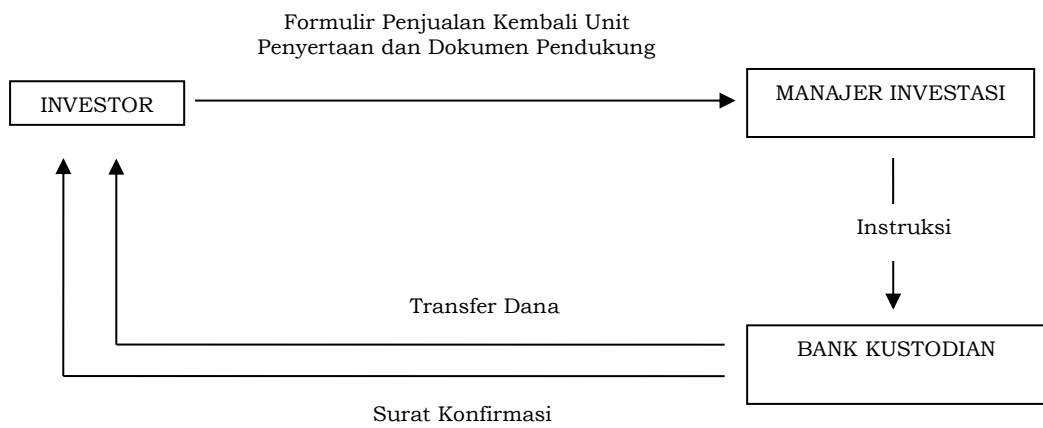 Formulir Penjualan Kembali Unit
Penyertaan dan Dokumen Pendukung
INVESTOR
MANAJER INVESTASI
Instruksi
Transfer Dana
BANK KUSTODIAN
Surat Konfirmasi